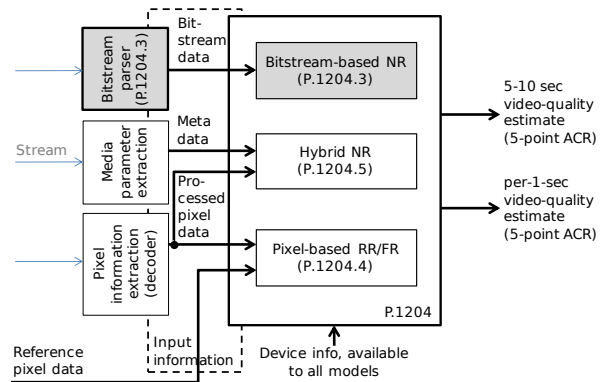 Bit-
stream
data
Bitstream
parser
(P.1204.3)
Bitstream-based NR
(P.1204.3)
5-10 sec
video-quality
estimate
(5-point ACR)
Stream
Media
parameter
extraction
Meta
data
Hybrid NR
(P.1204.5)
Pro-
cessed
pixel
data
per-1-sec
video-quality
estimate
(5-point ACR)
Pixel
information
extraction
(decoder)
Pixel-based RR/FR
(P.1204.4)
P.1204
Reference
pixel data
Input
information
Device info, available
to all models